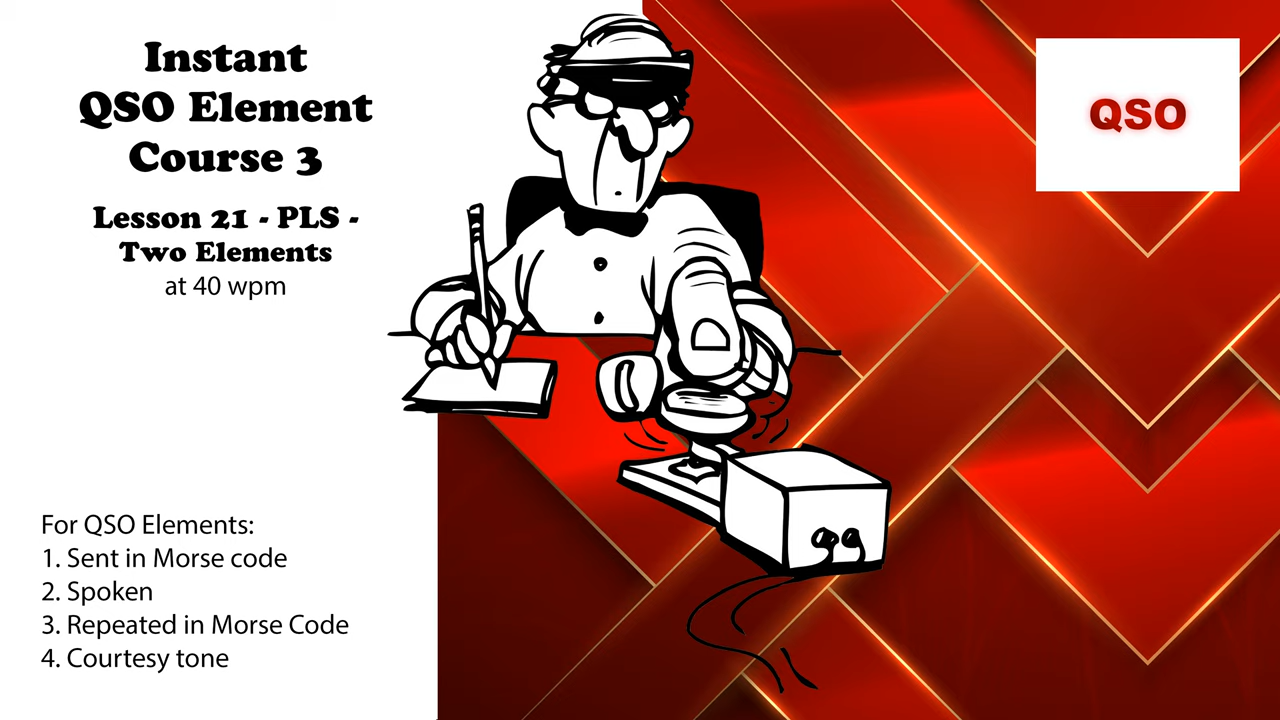 Instant
QSO Element
Course 3
Lesson 21 - PLS -
Two Elements
at 40 wpm
QSO
For QSO Elements:
1. Sent in Morse code
2. Spoken
3. Repeated in Morse Code
4. Courtesy tone